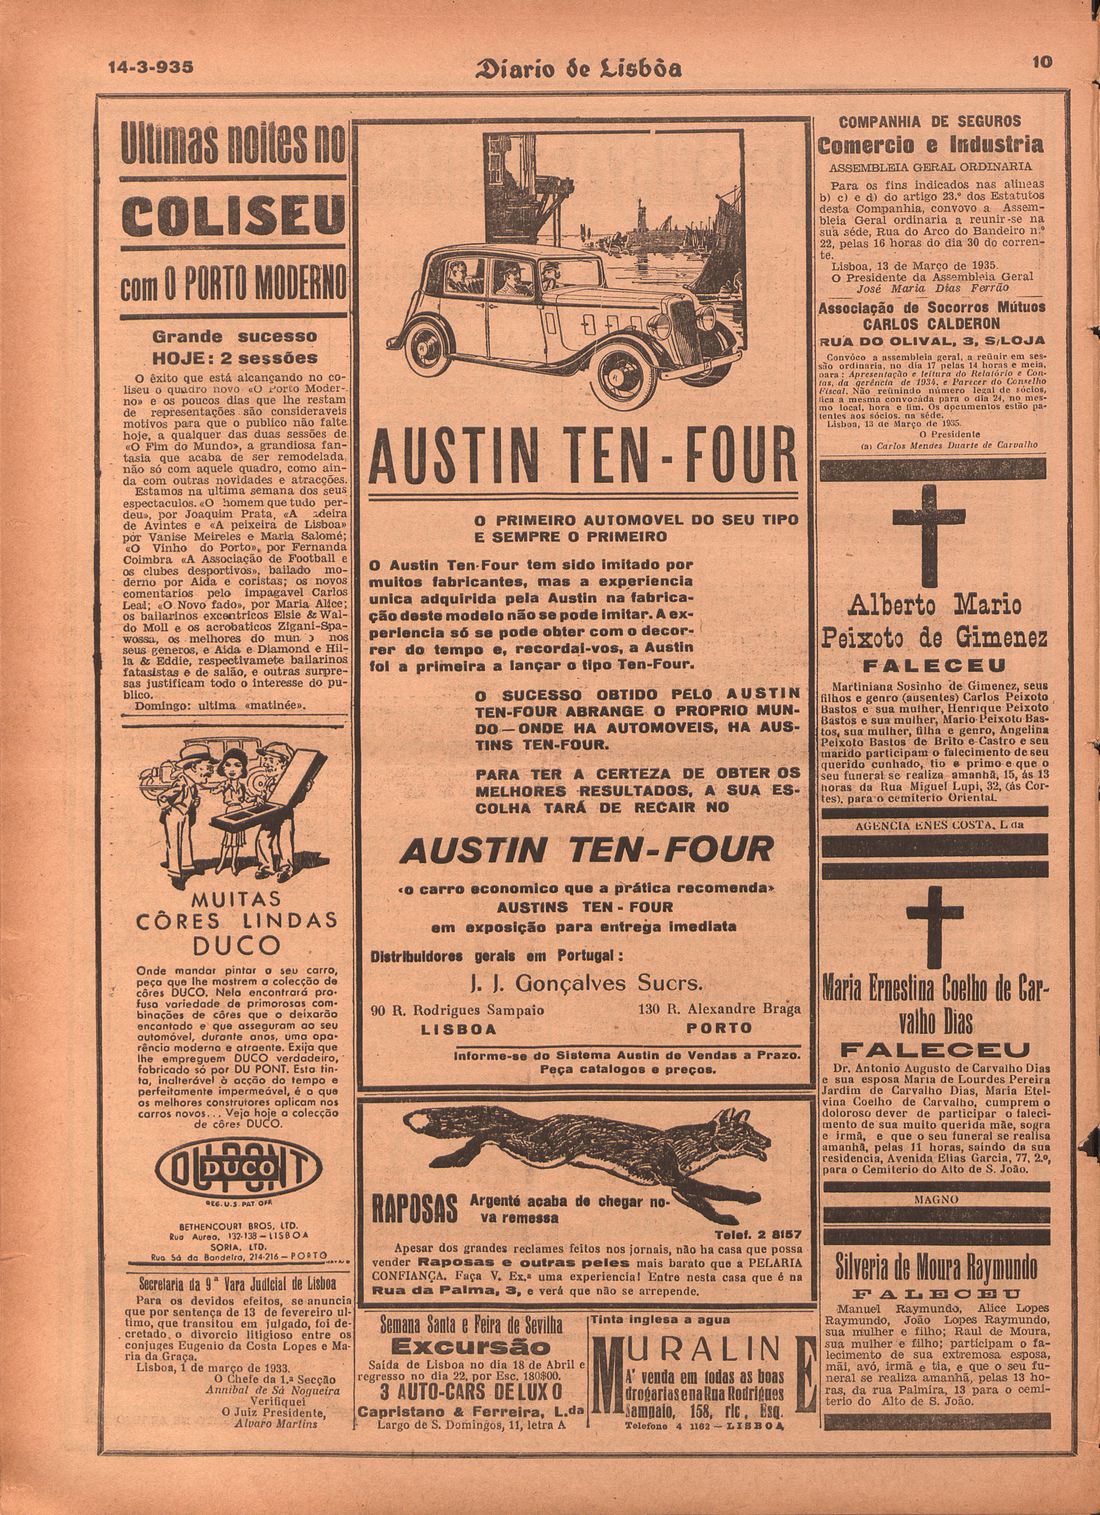 14-3-935
Diario de Lisbôa
10
Ultimas noites no
COLISEU
com O PORTO MODERNO
Grande sucesso
HOJE: 2 sessões
O êxito que está alcançando no co-
liseu o quadro novo «O Porto Moder-
no» e os poucos dias que lhe restam
de representações são consideraveis
motivos para que o publico não falte
hoje, a qualquer das duas sessões de
«O Fim do Mundo», a grandiosa fan-
tasia que acaba de ser remodelada,
não só com aquele quadro, como ain-
da com outras novidades e atracções.
Estamos na ultima semana dos seus
espectaculos. «O homem que tudo per-
deu», por Joaquim Prata, «A
de Avintes e «A peixeira de Lisboa»
por Vanise Meireles e Maria Salomé;
«O Vinho do Porto», por Fernanda
Coimbra «A Associação de Football e
os clubes desportivos», bailado mo-
derno por Aida e coristas; os novos
comentarios pelo impagavel Carlos
Leal; «O Novo fado», por Maria Alice;
os bailarinos excentricos Elsie & Wal-
do Moll e os acrobaticos Zigani-Spa-
wossa, os melhores do nos
seus generos, e Aida e Diamond e Hil-
la & Eddie, respectivamete bailarinos
fatasistas e de salão, e outras surpre-
sas justificam todo o interesse do pu-
blico.
Domingo: ultima «matinée».
MUITAS
CÔRES LINDAS
DUCO
Onde mandar pintar o seu carro,
peça que lhe mostrem a colecção de
côres DUCO. Nela encontrará pro-
fusa variedade de primorosas com-
binações de côres que o deixarão
encantado e que asseguram ao seu
automóvel, durante anos, uma apa-
rência moderna e atraente. Exija que
lhe empreguem DUCO verdadeiro,
fabricado só por DU PONT. Esta tin-
ta, inalterável à acção do tempo e
perfeitamente impermeável, é a que
os melhores construtores aplicam nos
carros novos... Veja hoje a colecção
de côres DUCO.
DU PONT
DUCO
REG. U.S. PAT. OFF.
BETHENCOURT BROS, LTD.
Rua Aurea, 132-138—LISBOA
SORIA, LTD.
Rua Sá da Bandeira, 214-216—PORTO
Secretaria da 9ª Vara Judicial de Lisboa
Para os devidos efeitos, se anuncia
que por sentença de 13 de fevereiro ul-
timo, que transitou em julgado, foi de-
cretado o divorcio litigioso entre os
conjuges Eugenio da Costa Lopes e Ma-
ria da Graça.
Lisboa, 1 de março de 1933.
O Chefe da 1.ª Secção
Annibal de Sá Nogueira
Verifiquei
O Juiz Presidente,
Alvaro Martins
AUSTIN TEN-FOUR
O PRIMEIRO AUTOMOVEL DO SEU TIPO
E SEMPRE O PRIMEIRO
O Austin Ten-Four tem sido imitado por
muitos fabricantes, mas a experiencia
unica adquirida pela Austin na fabrica-
ção deste modelo não se pode imitar. A ex-
periencia só se pode obter com o decor-
rer do tempo e, recordai-vos, a Austin
foi a primeira a lançar o tipo Ten-Four.
O SUCESSO OBTIDO PELO AUSTIN
TEN-FOUR ABRANGE O PROPRIO MUN-
DO—ONDE HA AUTOMOVEIS, HA AUS-
TINS TEN-FOUR.
PARA TER A CERTEZA DE OBTER OS
MELHORES RESULTADOS, A SUA ES-
COLHA TARÁ DE RECAIR NO
AUSTIN TEN-FOUR
«o carro economico que a prática recomenda»
AUSTINS TEN-FOUR
em exposição para entrega imediata
Distribuidores gerais em Portugal:
J. J. Gonçalves Sucrs.
90 R. Rodrigues Sampaio 130 R. Alexandre Braga
LISBOA PORTO
Informe-se do Sistema Austin de Vendas a Prazo.
Peça catalogos e preços.
RAPOSAS Argenté acaba de chegar no-
va remessa
Telef. 2 8157
Apesar dos grandes reclames feitos nos jornais, não ha casa que possa
vender Raposas e outras peles mais barato que a PELARIA
CONFIANÇA. Faça V. Ex.ª uma experiencia! Entre nesta casa que é na
Rua da Palma, 3, e verá que não se arrepende.
Semana Santa e Feira de Sevilha
Excursão
Saída de Lisboa no dia 18 de Abril e
regresso no dia 22, por Esc. 180$00.
3 AUTO-CARS DE LUXO
Capristano & Ferreira, L.da
Largo de S. Domingos, 11, letra A
Tinta inglesa a agua
MURALINE
A' venda em todas as boas
drogarias e na Rua Rodrigues
Sampaio, 158, r/c, Esq.
Telefone 4 1162—LISBOA
COMPANHIA DE SEGUROS
Comercio e Industria
ASSEMBLEIA GERAL ORDINARIA
Para os fins indicados nas alineas
b) c) e d) do artigo 23.º dos Estatutos
desta Companhia, convovo a Assem-
bleia Geral ordinaria a reunir-se na
sua séde, Rua do Arco do Bandeiro n.º
22, pelas 16 horas do dia 30 do corren-
te.
Lisboa, 13 de Março de 1935.
O Presidente da Assembleia Geral
José Maria Dias Ferrão
Associação de Socorros Mútuos
CARLOS CALDERON
RUA DO OLIVAL, 3, S/LOJA
Convoco a assembleia geral, a reùnir em ses-
são ordinaria, no dia 17 pelas 14 horas e meia,
para: Apresentação e leitura do Relatório e Con-
tas, da gerência de 1934, e Parecer do Conselho
Fiscal. Não reùnindo número legal de sócios,
fica a mesma convocada para o dia 24, no mes-
mo local, hora e fim. Os documentos estão pa-
tentes aos sócios, na séde.
Lisboa, 13 de Março de 1935.
O Presidente
(a) Carlos Mendes Duarte de Carvalho
Alberto Mario
Peixoto de Gimenez
FALECEU
Martiniana Sosinho de Gimenez, seus
filhos e genro (ausentes) Carlos Peixoto
Bastos e sua mulher, Henrique Peixoto
Bastos e sua mulher, Mario Peixoto Bas-
tos, sua mulher, filha e genro, Angelina
Peixoto Bastos de Brito e Castro e seu
marido participam o falecimento de seu
querido cunhado, tio e primo e que o
seu funeral se realiza amanhã, 15, ás 13
horas da Rua Miguel Lupi, 32, (ás Cor-
tes), para o cemiterio Oriental.
AGENCIA ENES COSTA, L da
Maria Ernestina Coelho de Car-
valho Dias
FALECEU
Dr. Antonio Augusto de Carvalho Dias
e sua esposa Maria de Lourdes Pereira
Jardim de Carvalho Dias, Maria Etel-
vina Coelho de Carvalho, cumprem o
doloroso dever de participar o faleci-
mento de sua muito querida mãe, sogra
e irmã, e que o seu funeral se realisa
amanhã, pelas 11 horas, saindo da sua
residencia, Avenida Elias Garcia, 77, 2.º,
para o Cemiterio do Alto de S. João.
MAGNO
Silveria de Moura Raymundo
FALECEU
Manuel Raymundo, Alice Lopes
Raymundo, João Lopes Raymundo,
sua mulher e filho; Raul de Moura,
sua mulher e filho; participam o fa-
lecimento de sua extremosa esposa,
mãi, avó, irmã e tia, e que o seu fu-
neral se realiza amanhã, pelas 13 ho-
ras, da rua Palmira, 13 para o cemi-
terio do Alto de S. João.